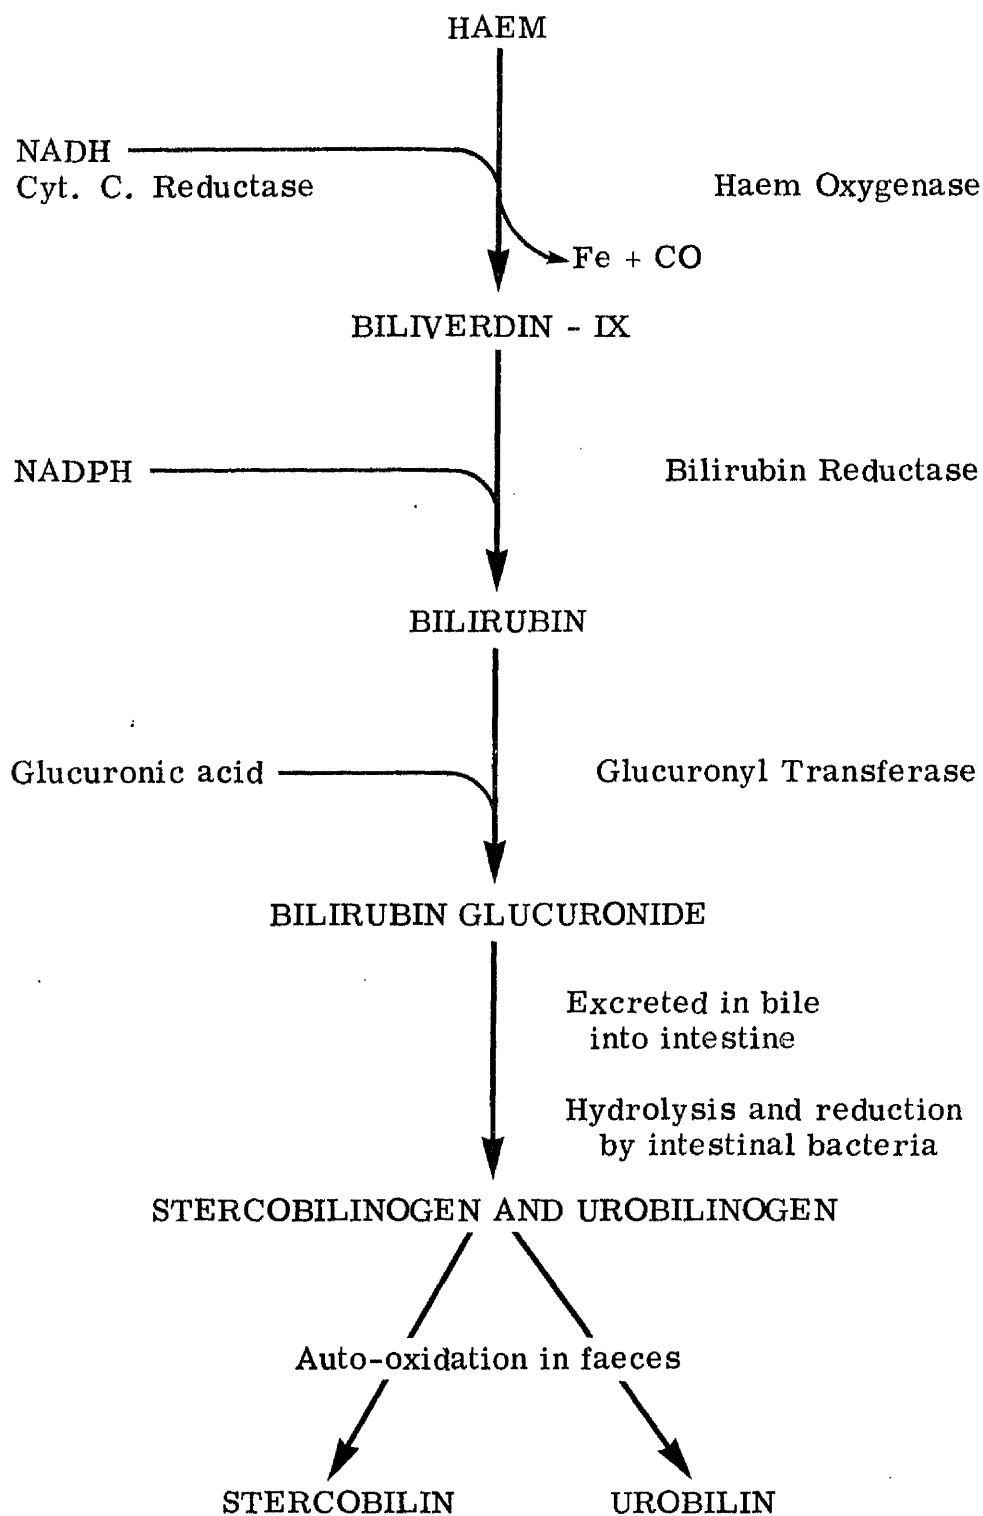 HAEM
NADH
Cyt. C. Reductase
Haem Oxygenase
Fe + CO
BILIVERDIN - IX
NADPH
Bilirubin Reductase
BILIRUBIN
Glucuronic acid
Glucuronyl Transferase
BILIRUBIN GLUCURONIDE
Excreted in bile
into intestine
Hydrolysis and reduction
by intestinal bacteria
STERCOBILINOGEN AND UROBILINOGEN
Auto-oxidation in faeces
STERCOBILIN
UROBILIN